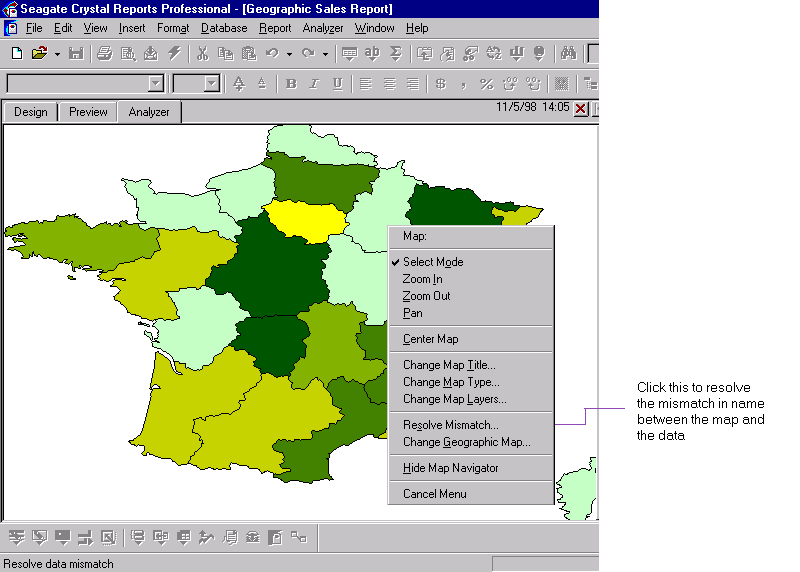 Seagate Crystal Reports Professional - [Geographic Sales Report]
File Edit View Insert Format Database Report Analyzer Window Help
B I U $ , %
Design Preview Analyzer 11/5/98 14:05
Map:
Select Mode
Zoom In
Zoom Out
Pan
Center Map
Change Map Title...
Change Map Type...
Change Map Layers...
Resolve Mismatch...
Change Geographic Map...
Hide Map Navigator
Cancel Menu
Click this to resolve
the mismatch in name
between the map and
the data
Resolve data mismatch